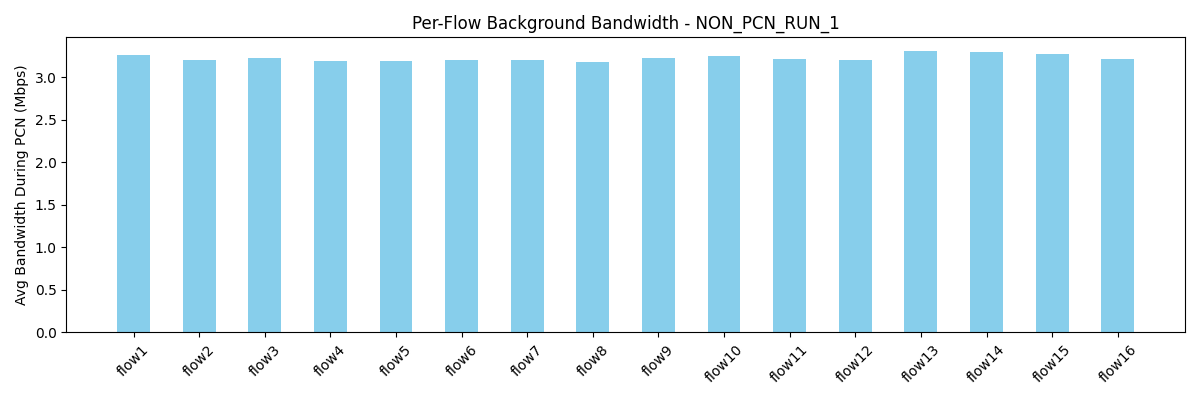 Per-Flow Background Bandwidth - NON_PCN_RUN_1
Avg Bandwidth During PCN (Mbps)
3.0
2.5
2.0
1.5
1.0
0.5
0.0
flow1 flow2 flow3 flow4 flow5 flow6 flow7 flow8 flow9 flow10 flow11 flow12 flow13 flow14 flow15 flow16